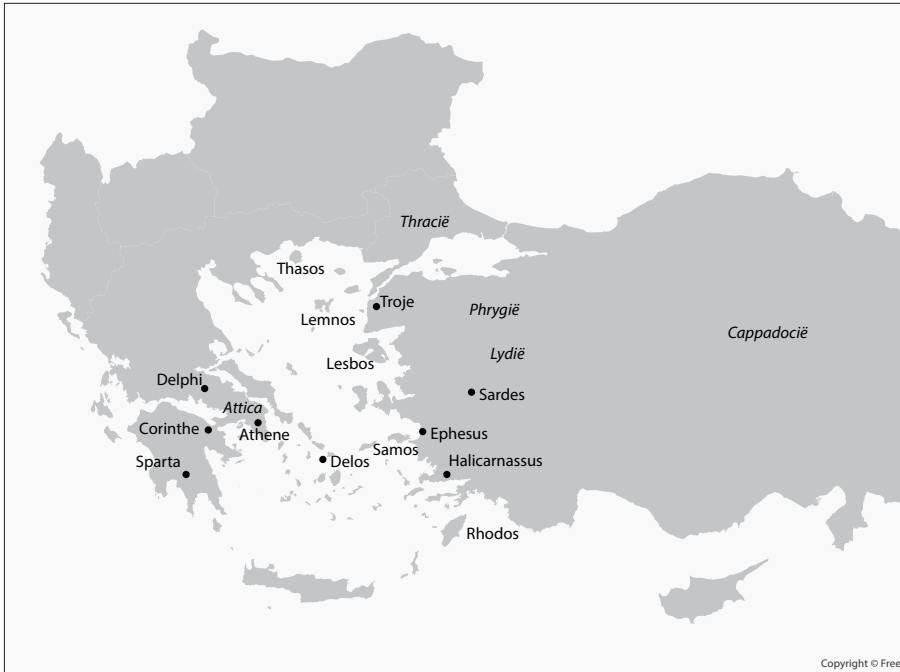 Thracië
Thasos
Troje
Phrygië
Lemnos
Cappadocië
Lydië
Lesbos
Delphi
Sardes
Attica
Corinthe
Athene
Ephesus
Samos
Sparta
Delos
Halicarnassus
Rhodos
Copyright © Free